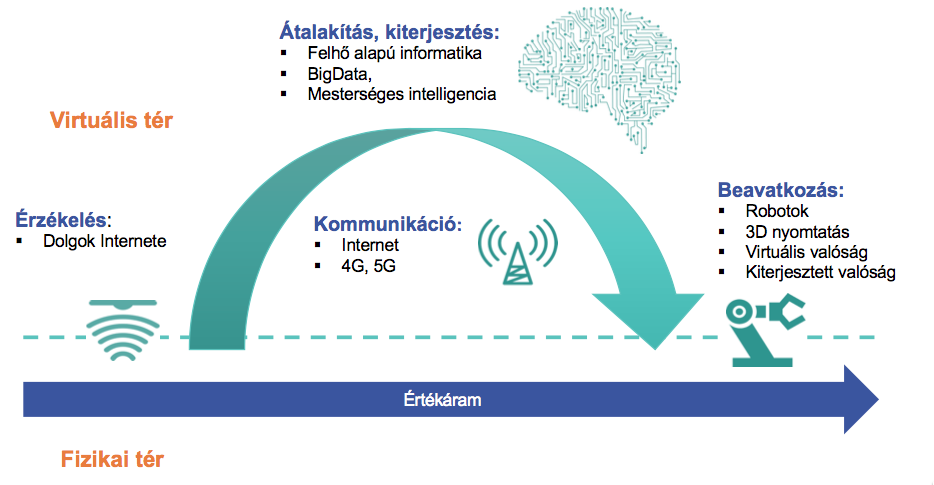 Átalakítás, kiterjesztés:
▪ Felhő alapú informatika
▪ BigData,
▪ Mesterséges intelligencia
Virtuális tér
Érzékelés:
▪ Dolgok Internete
Kommunikáció:
▪ Internet
▪ 4G, 5G
Beavatkozás:
▪ Robotok
▪ 3D nyomtatás
▪ Virtuális valóság
▪ Kiterjesztett valóság
Értékáram
Fizikai tér